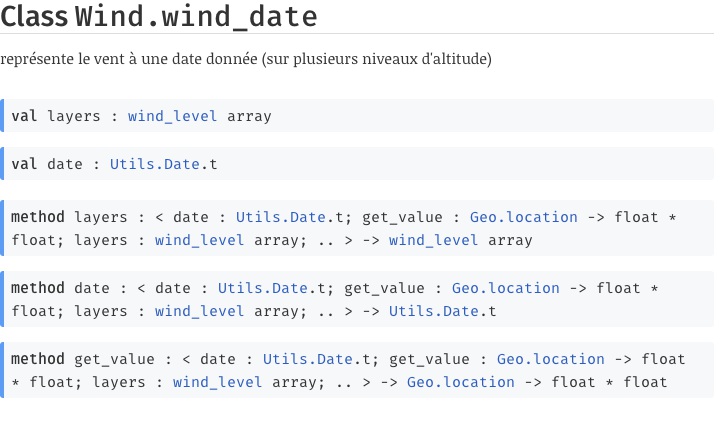 Class Wind.wind_date
représente le vent à une date donnée (sur plusieurs niveaux d'altitude)
val layers : wind_level array
val date : Utils.Date.t
method layers : < date : Utils.Date.t; get_value : Geo.location -> float *
float; layers : wind_level array; .. > -> wind_level array
method date : < date : Utils.Date.t; get_value : Geo.location -> float *
float; layers : wind_level array; .. > -> Utils.Date.t
method get_value : < date : Utils.Date.t; get_value : Geo.location -> float
* float; layers : wind_level array; .. > -> Geo.location -> float * float